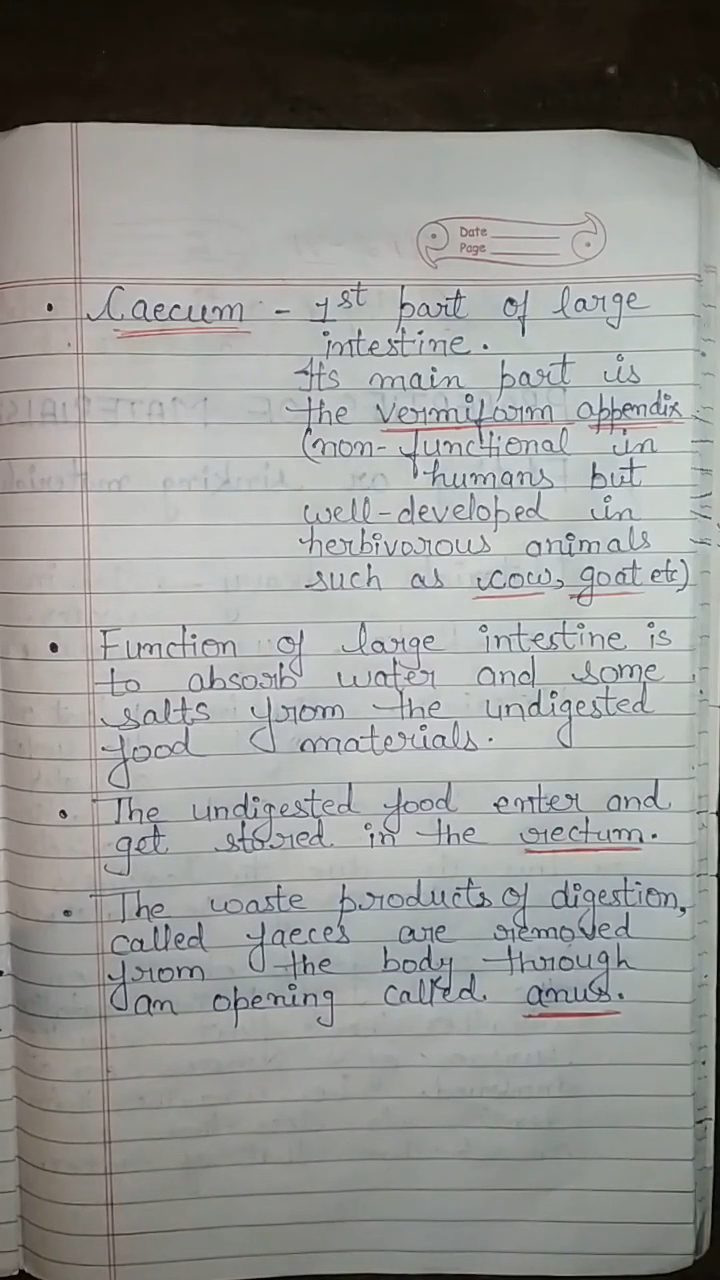 Date
Page
• Caecum - 1st part of large
intestine.
Its main part is
the vermiform appendix
(non-functional in
humans but
well-developed in
herbivorous animals
such as cow, goat etc)
• Function of large intestine is
to absorb water and some
salts from the undigested
food materials.
• The undigested food enter and
get stored in the rectum.
• The waste products of digestion,
called faeces are removed
from the body through
an opening called anus.